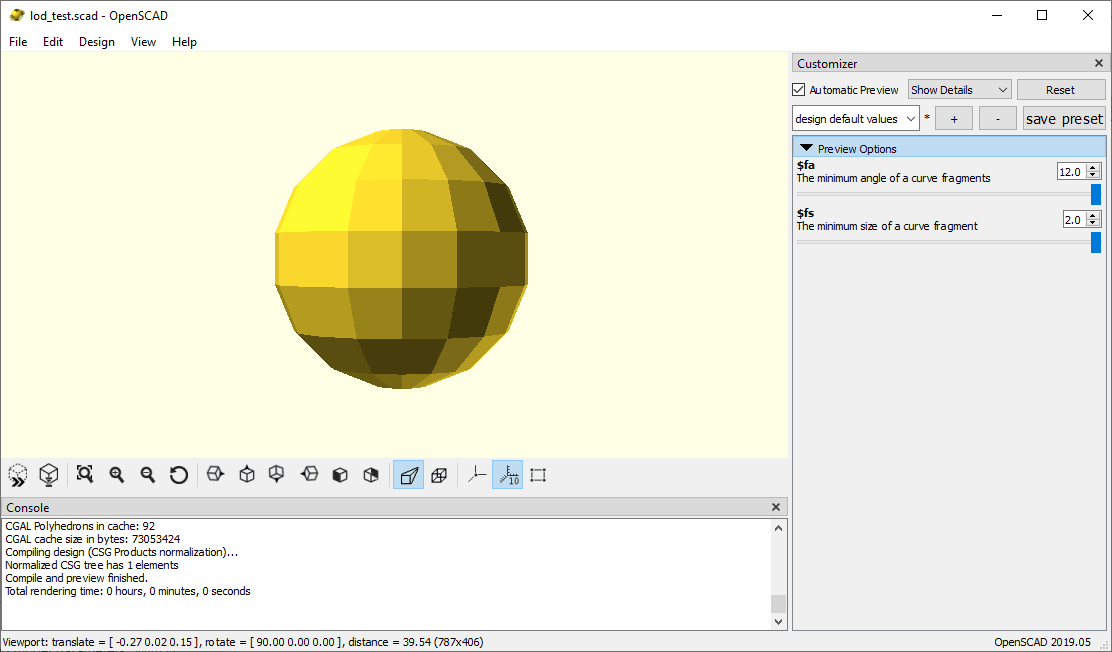 lod_test.scad - OpenSCAD
File Edit Design View Help
Customizer
Automatic Preview Show Details Reset
design default values * + - save preset
Preview Options
$fa
The minimum angle of a curve fragments 12.0
$fs
The minimum size of a curve fragment 2.0
10
Console
CGAL Polyhedrons in cache: 92
CGAL cache size in bytes: 73053424
Compiling design (CSG Products normalization)...
Normalized CSG tree has 1 elements
Compile and preview finished.
Total rendering time: 0 hours, 0 minutes, 0 seconds
Viewport: translate = [ -0.27 0.02 0.15 ], rotate = [ 90.00 0.00 0.00 ], distance = 39.54 (787x406) OpenSCAD 2019.05